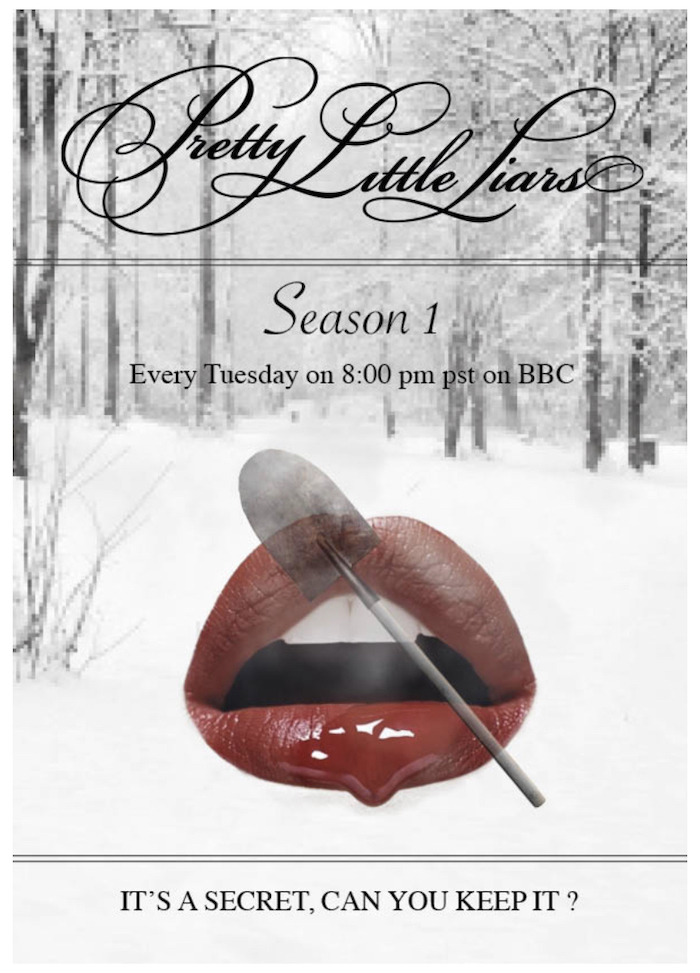 Pretty Little Liars
Season 1
Every Tuesday on 8:00 pm pst on BBC
IT'S A SECRET, CAN YOU KEEP IT ?